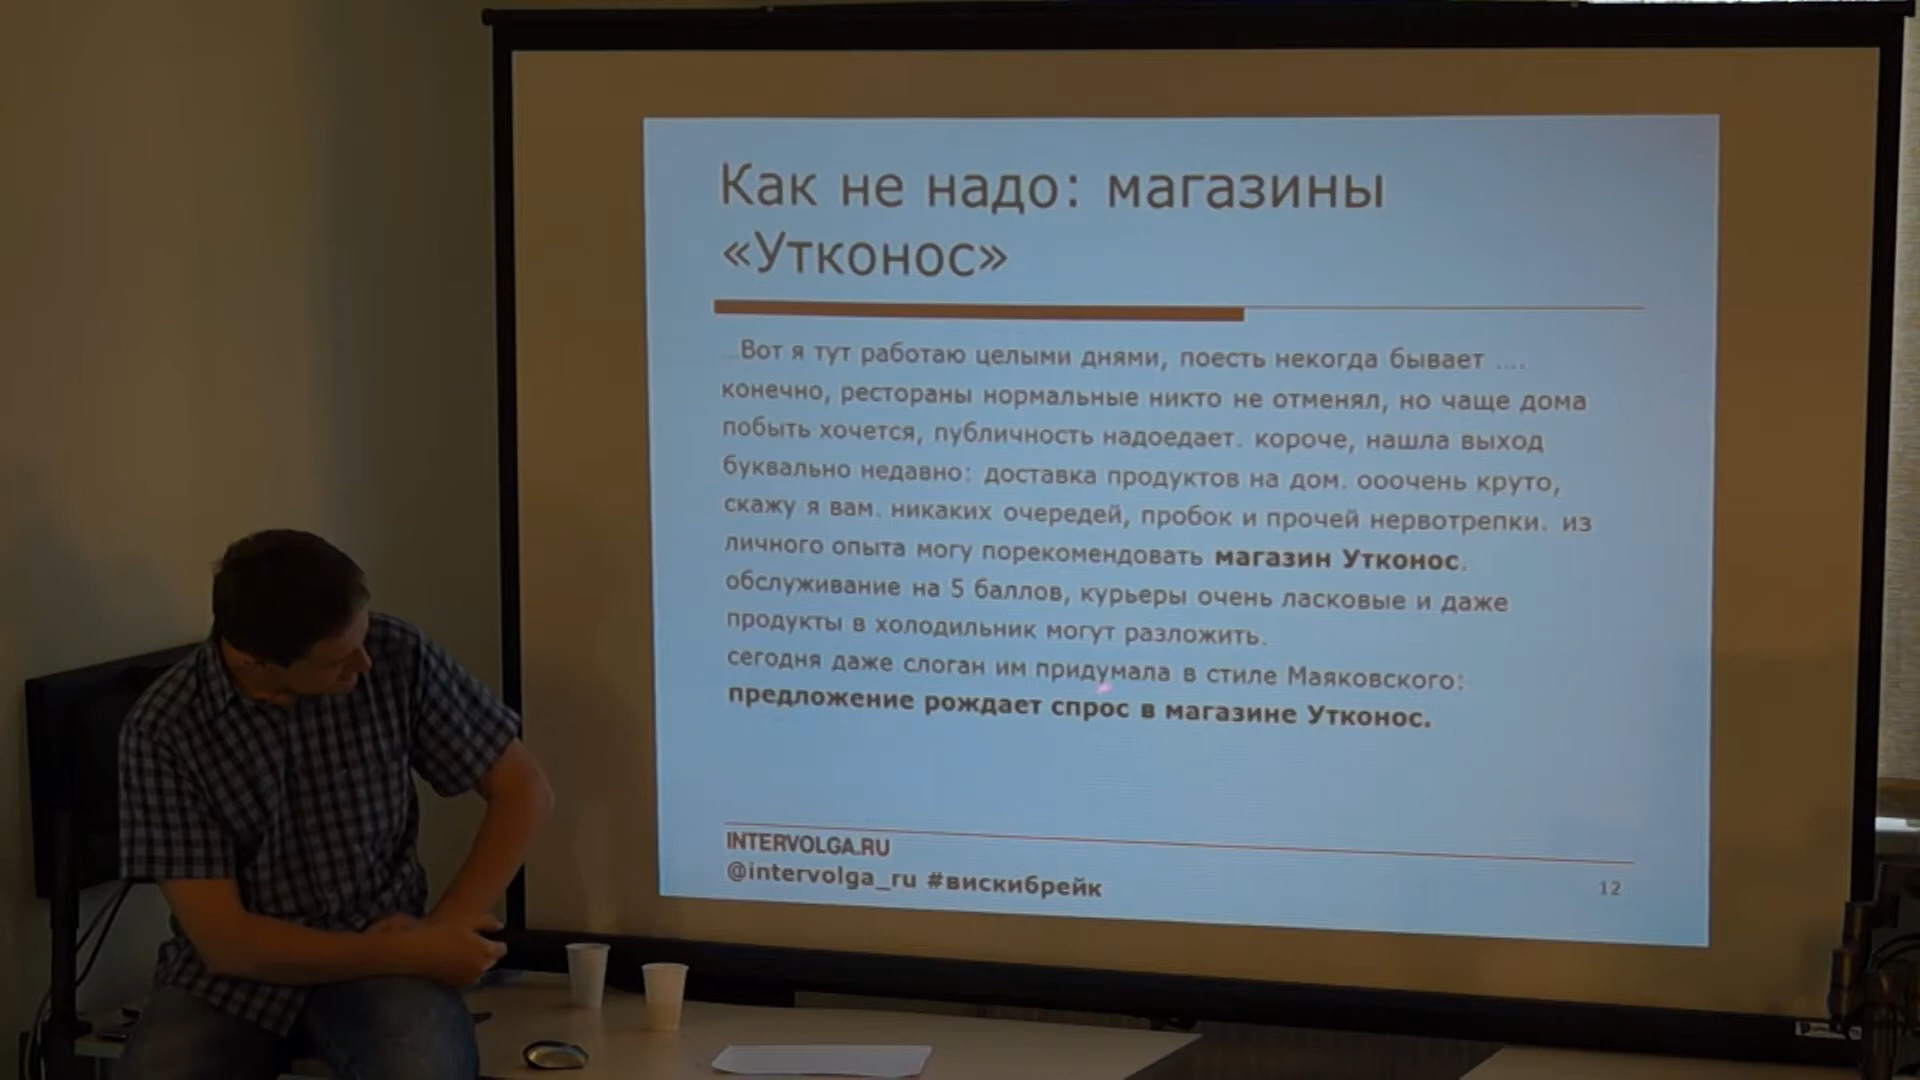 Как не надо: магазины
«Утконос»
...Вот я тут работаю целыми днями, поесть некогда бывает ....
конечно, рестораны нормальные никто не отменял, но чаще дома
побыть хочется, публичность надоедает. короче, нашла выход
буквально недавно: доставка продуктов на дом. ооочень круто,
скажу я вам. никаких очередей, пробок и прочей нервотрепки. из
личного опыта могу порекомендовать магазин Утконос.
обслуживание на 5 баллов, курьеры очень ласковые и даже
продукты в холодильник могут разложить.
сегодня даже слоган им придумала в стиле Маяковского:
предложение рождает спрос в магазине Утконос.
INTERVOLGA.RU
@intervolga_ru #вискибрейк
12